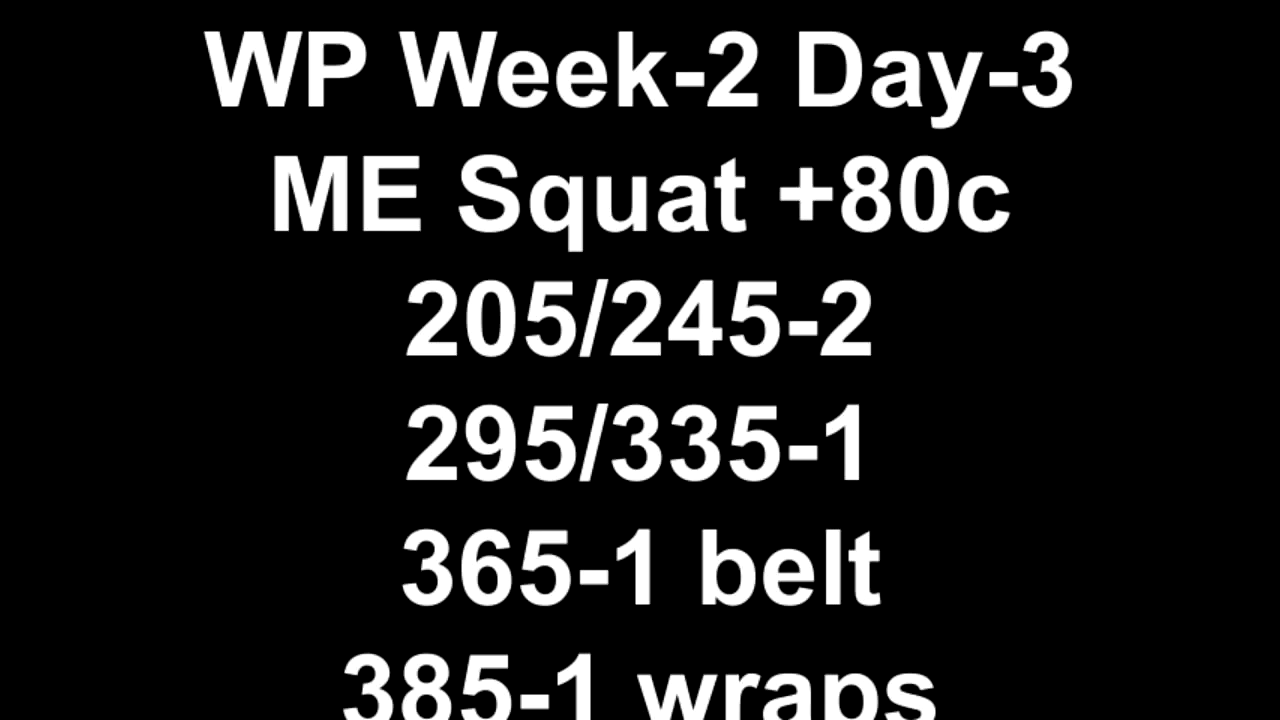 WP Week-2 Day-3
ME Squat +80c
205/245-2
295/335-1
365-1 belt
385-1 wraps